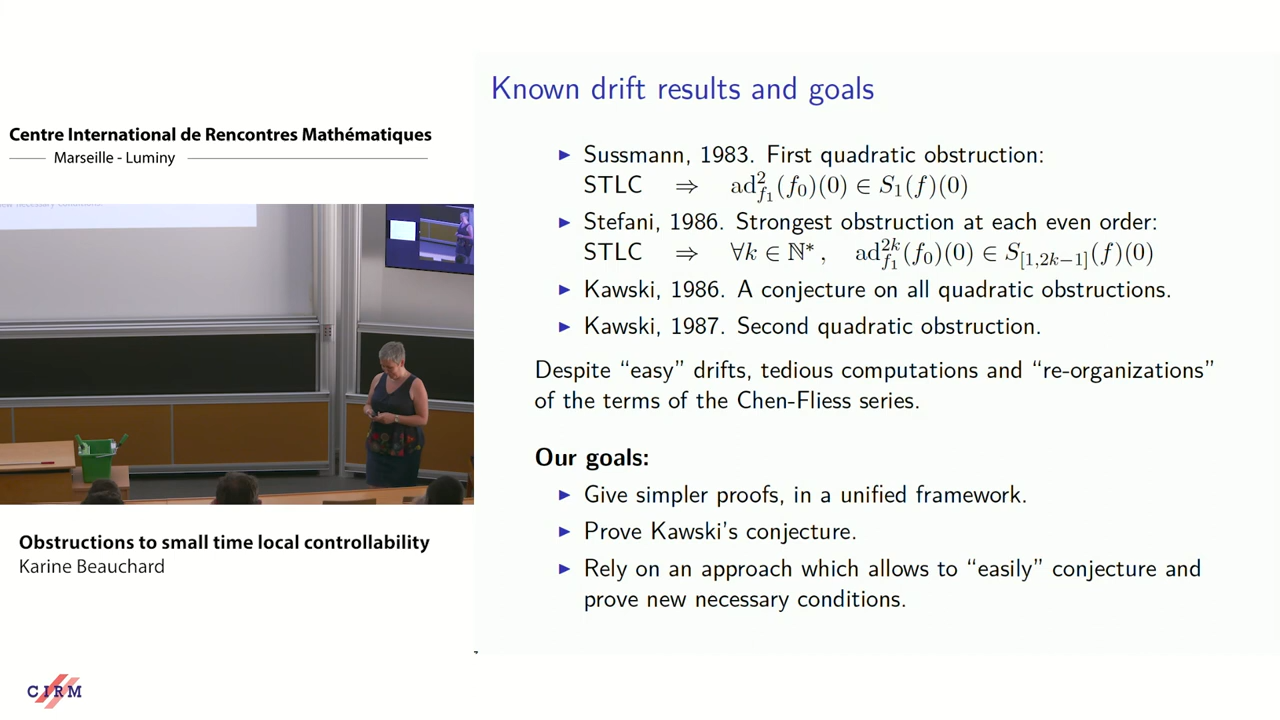 Centre International de Rencontres Mathématiques
Marseille - Luminy
Obstructions to small time local controllability
Karine Beauchard
CIRM
Known drift results and goals
▶ Sussmann, 1983. First quadratic obstruction:
STLC ⇒ ad²_{f₁}(f₀)(0) ∈ S₁(f)(0)
▶ Stefani, 1986. Strongest obstruction at each even order:
STLC ⇒ ∀k ∈ ℕ*, ad^{2k}_{f₁}(f₀)(0) ∈ S_{[1,2k−1]}(f)(0)
▶ Kawski, 1986. A conjecture on all quadratic obstructions.
▶ Kawski, 1987. Second quadratic obstruction.
Despite “easy” drifts, tedious computations and “re-organizations”
of the terms of the Chen-Fliess series.
Our goals:
▶ Give simpler proofs, in a unified framework.
▶ Prove Kawski's conjecture.
▶ Rely on an approach which allows to “easily” conjecture and
prove new necessary conditions.